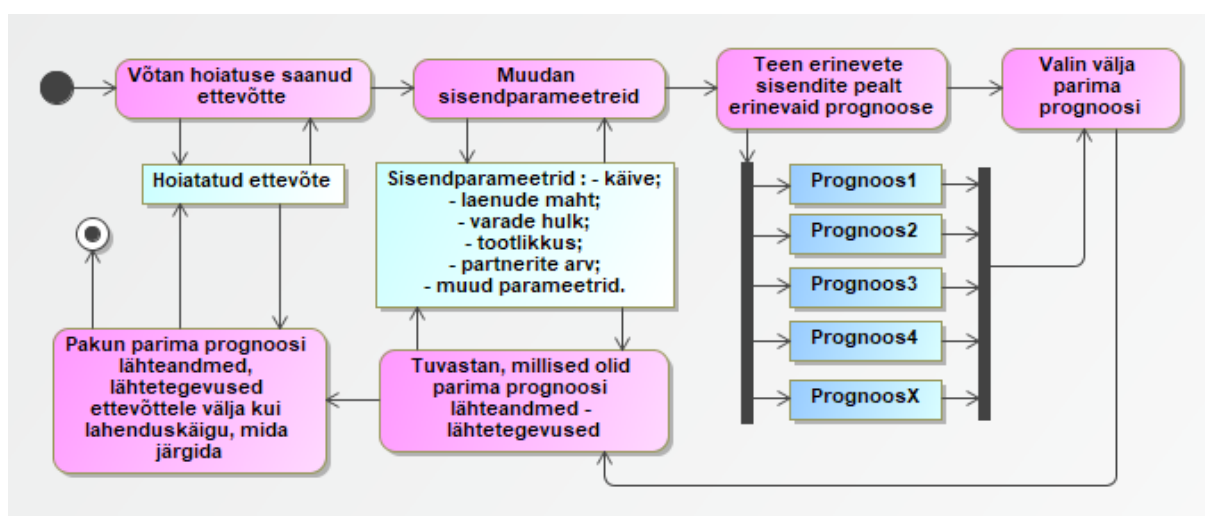 Võtan hoiatuse saanud
ettevõtte
Muudan
sisendparameetreid
Teen erinevete
sisendite pealt
erinevaid prognoose
Valin välja
parima
prognoosi
Hoiatatud ettevõte
Sisendparameetrid : - käive;
- laenude maht;
- varade hulk;
- tootlikkus;
- partnerite arv;
- muud parameetrid.
Prognoos1
Prognoos2
Prognoos3
Prognoos4
PrognoosX
Pakun parima prognoosi
lähteandmed,
lähtetegevused
ettevõttele välja kui
lahenduskäigu, mida
järgida
Tuvastan, millised olid
parima prognoosi
lähteandmed -
lähtetegevused